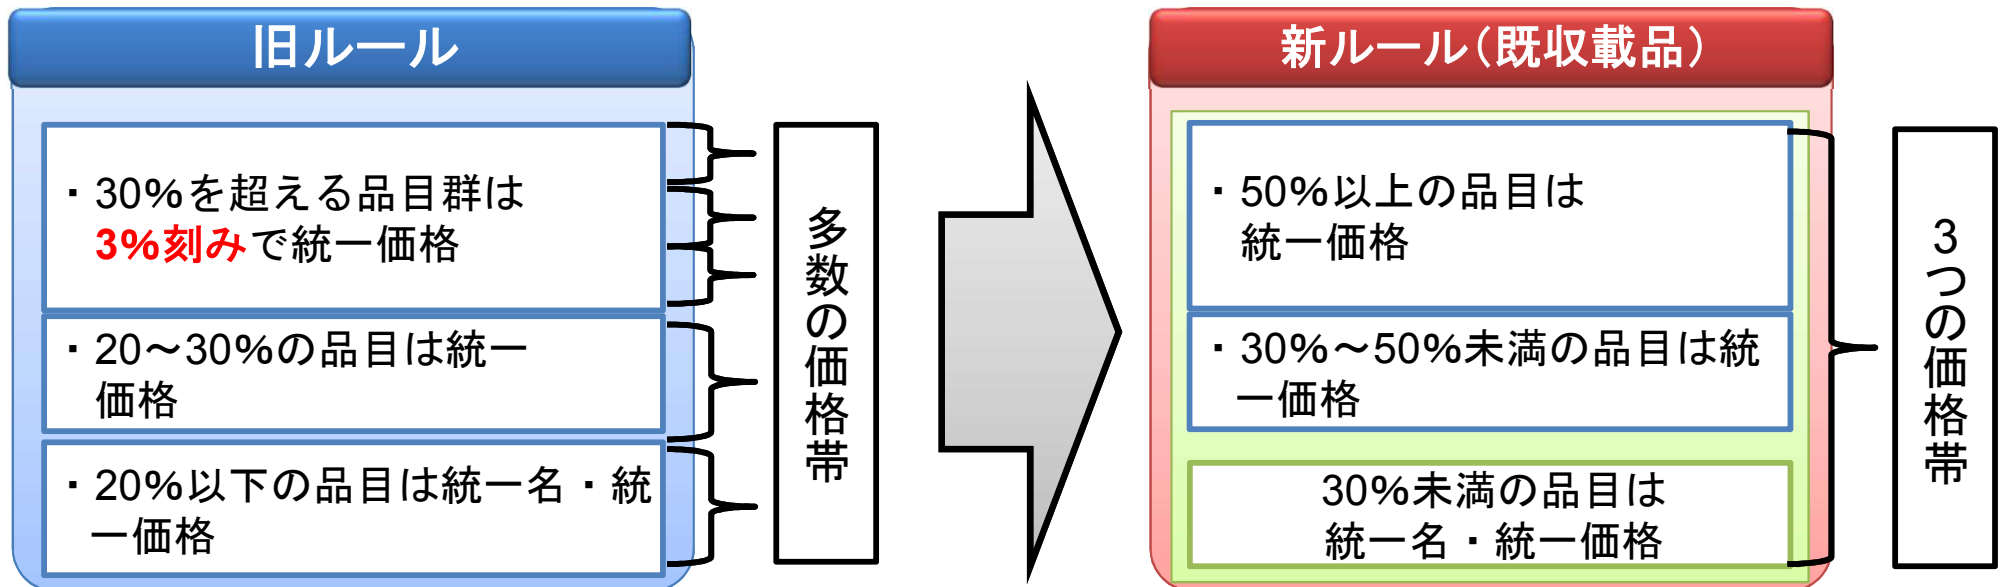 旧ルール
・30%を超える品目群は
3%刻みで統一価格
・20～30%の品目は統一
価格
・20%以下の品目は統一名・統
一価格
多数の価格帯
新ルール（既収載品）
・50%以上の品目は
統一価格
・30%～50%未満の品目は統
一価格
30%未満の品目は
統一名・統一価格
3つの価格帯